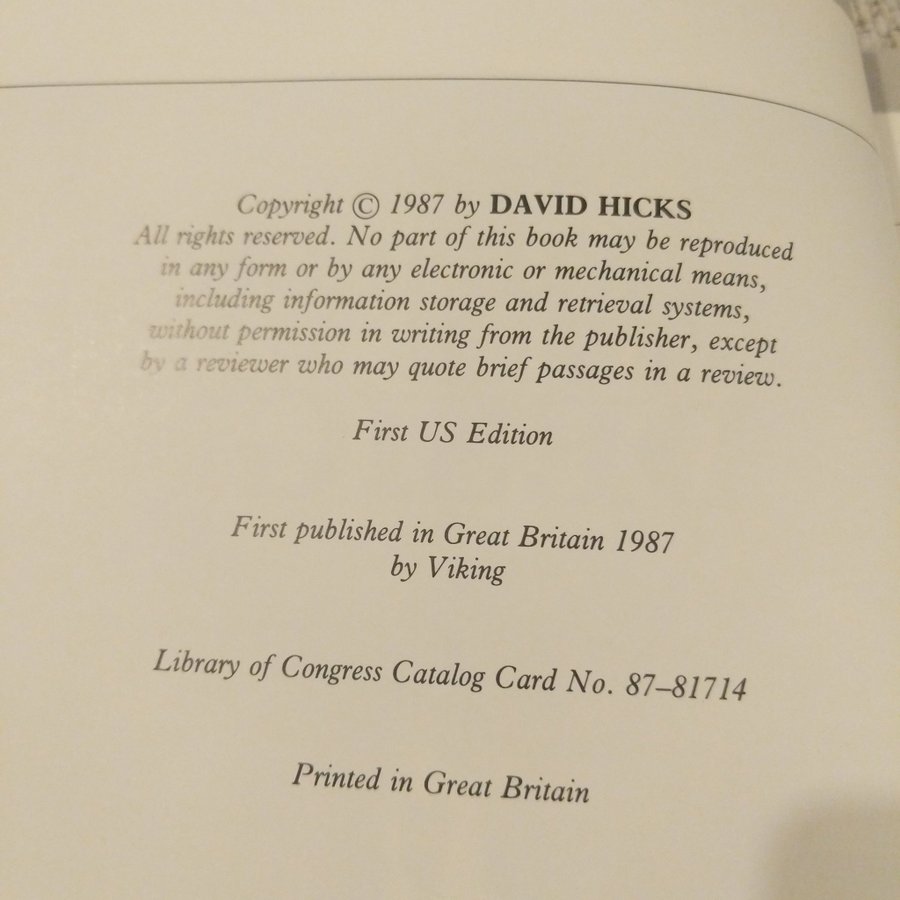 Copyright © 1987 by DAVID HICKS
All rights reserved. No part of this book may be reproduced
in any form or by any electronic or mechanical means,
including information storage and retrieval systems,
without permission in writing from the publisher, except
by a reviewer who may quote brief passages in a review.
First US Edition
First published in Great Britain 1987
by Viking
Library of Congress Catalog Card No. 87–81714
Printed in Great Britain